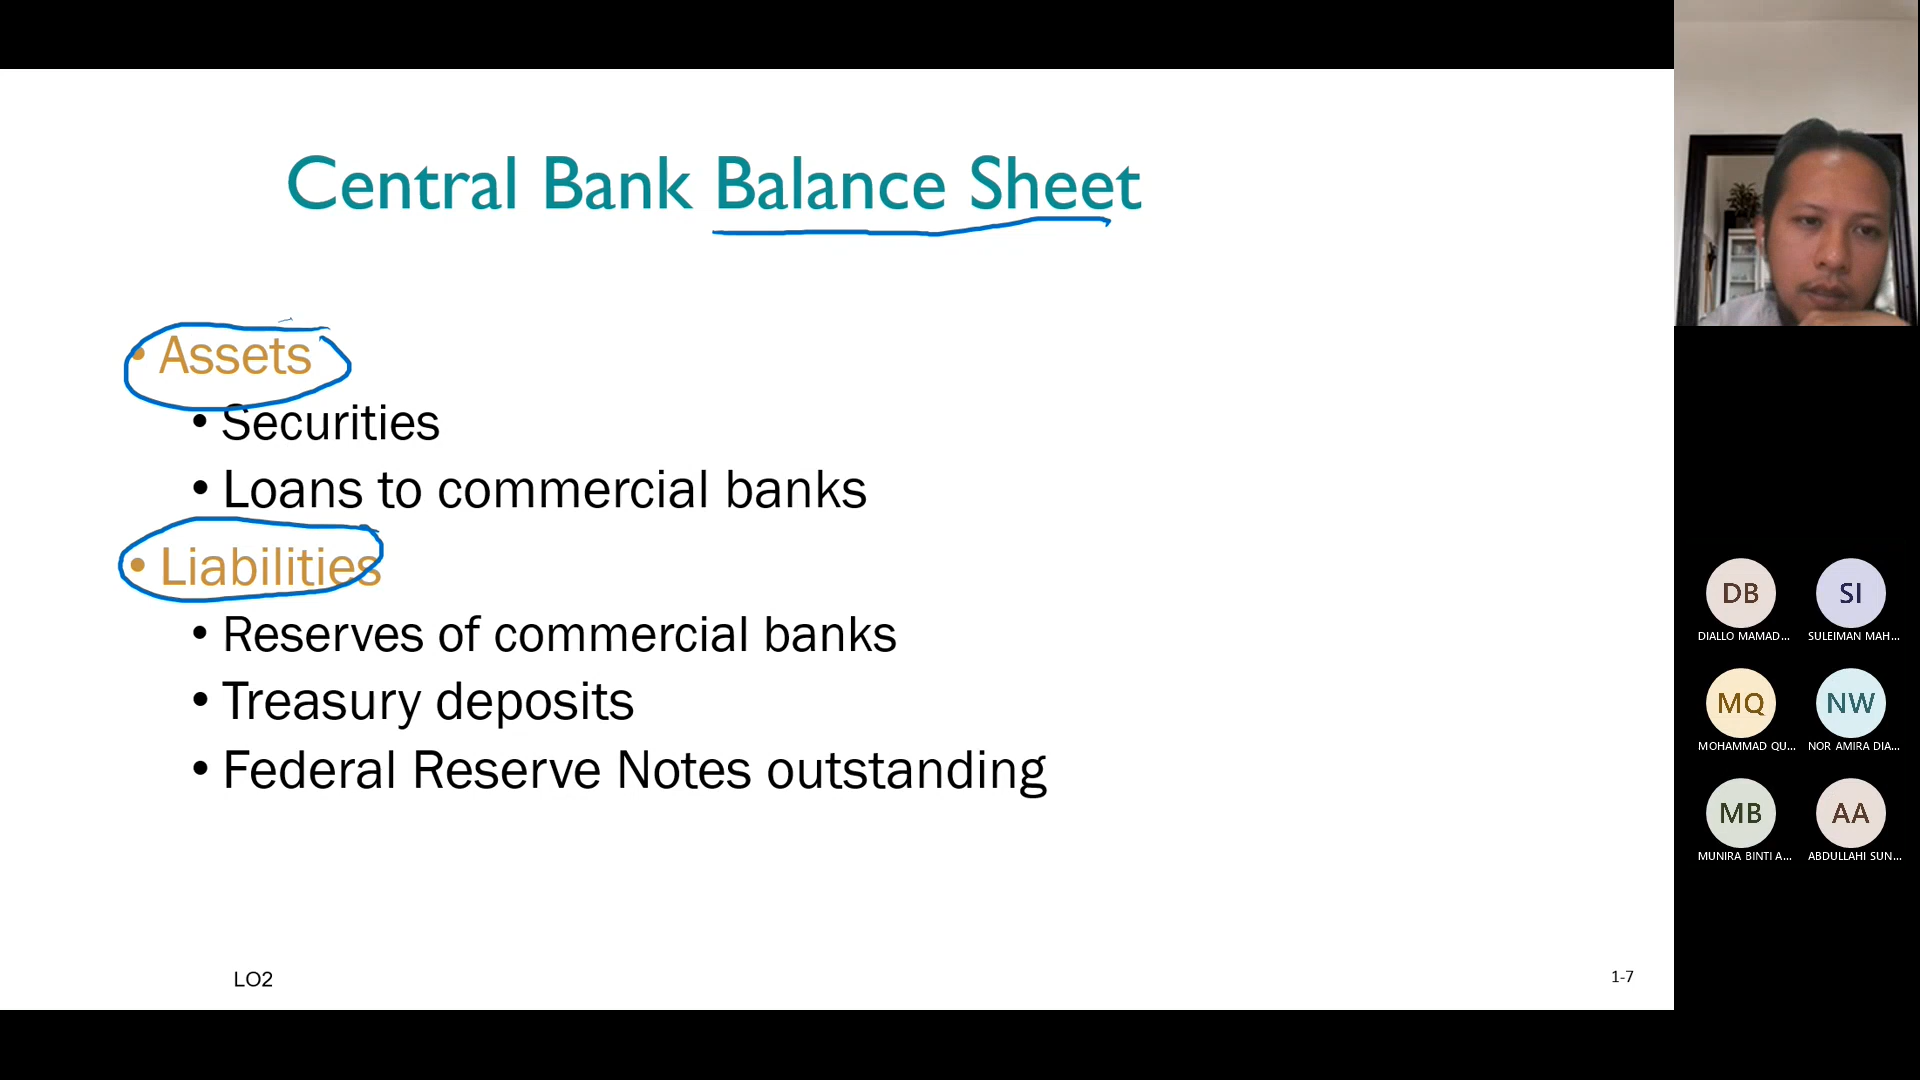 Central Bank Balance Sheet
• Assets
• Securities
• Loans to commercial banks
• Liabilities
• Reserves of commercial banks
• Treasury deposits
• Federal Reserve Notes outstanding
LO2
1-7
DB
DIALLO MAMAD...
SI
SULEIMAN MAH...
MQ
MOHAMMAD QU...
NW
NOR AMIRA DIA...
MB
MUNIRA BINTI A...
AA
ABDULLAHI SUN...